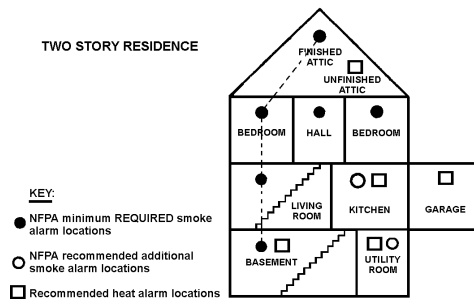 TWO STORY RESIDENCE
FINISHED
ATTIC
UNFINISHED
ATTIC
BEDROOM
HALL
BEDROOM
LIVING
ROOM
KITCHEN
GARAGE
BASEMENT
UTILITY
ROOM
KEY:
NFPA minimum REQUIRED smoke
alarm locations
NFPA recommended additional
smoke alarm locations
Recommended heat alarm locations